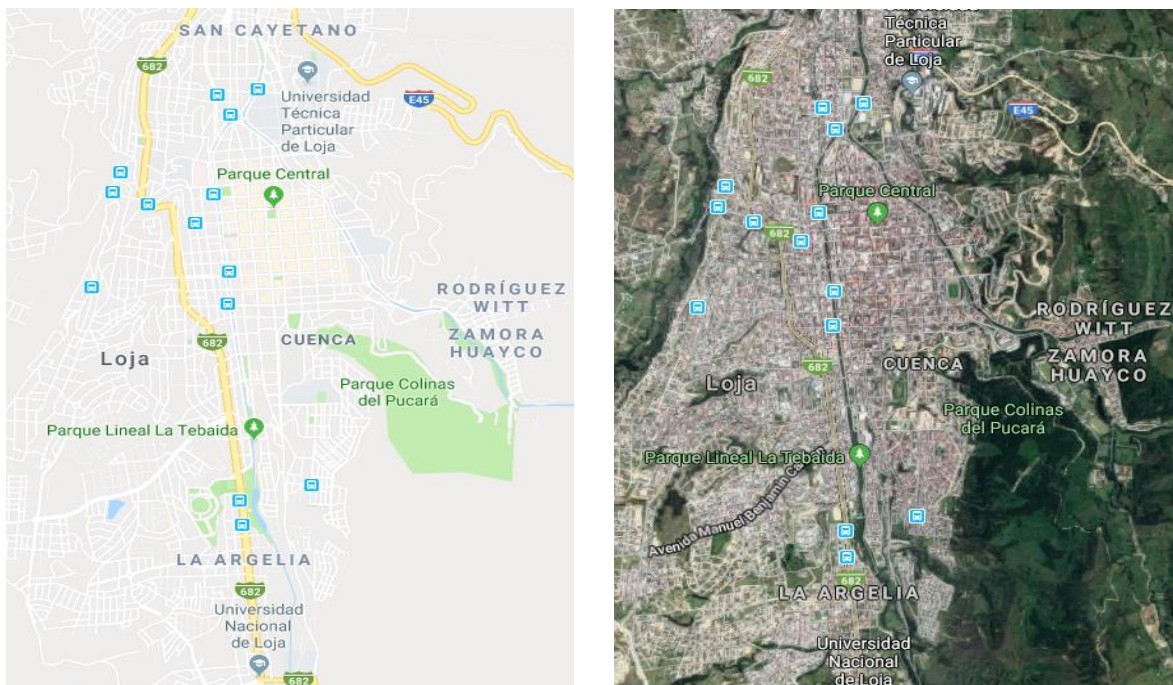 SAN CAYETANO
682
Universidad
Técnica
Particular
de Loja
E45
Parque Central
RODRÍGUEZ
WITT
682
CUENCA
ZAMORA
HUAYCO
Loja
Parque Colinas
del Pucará
Parque Lineal La Tebaida
LA ARGELIA
682
Universidad
Nacional
de Loja
682
Técnica
Particular
de Loja
682
E45
Parque Central
682
RODRÍGUEZ
WITT
CUENCA
ZAMORA
HUAYCO
682
Loja
Parque Colinas
del Pucará
Parque Lineal La Tebaida
Avenida Manuel Benjamín
682
LA ARGELIA
Universidad
Nacional
de Loja